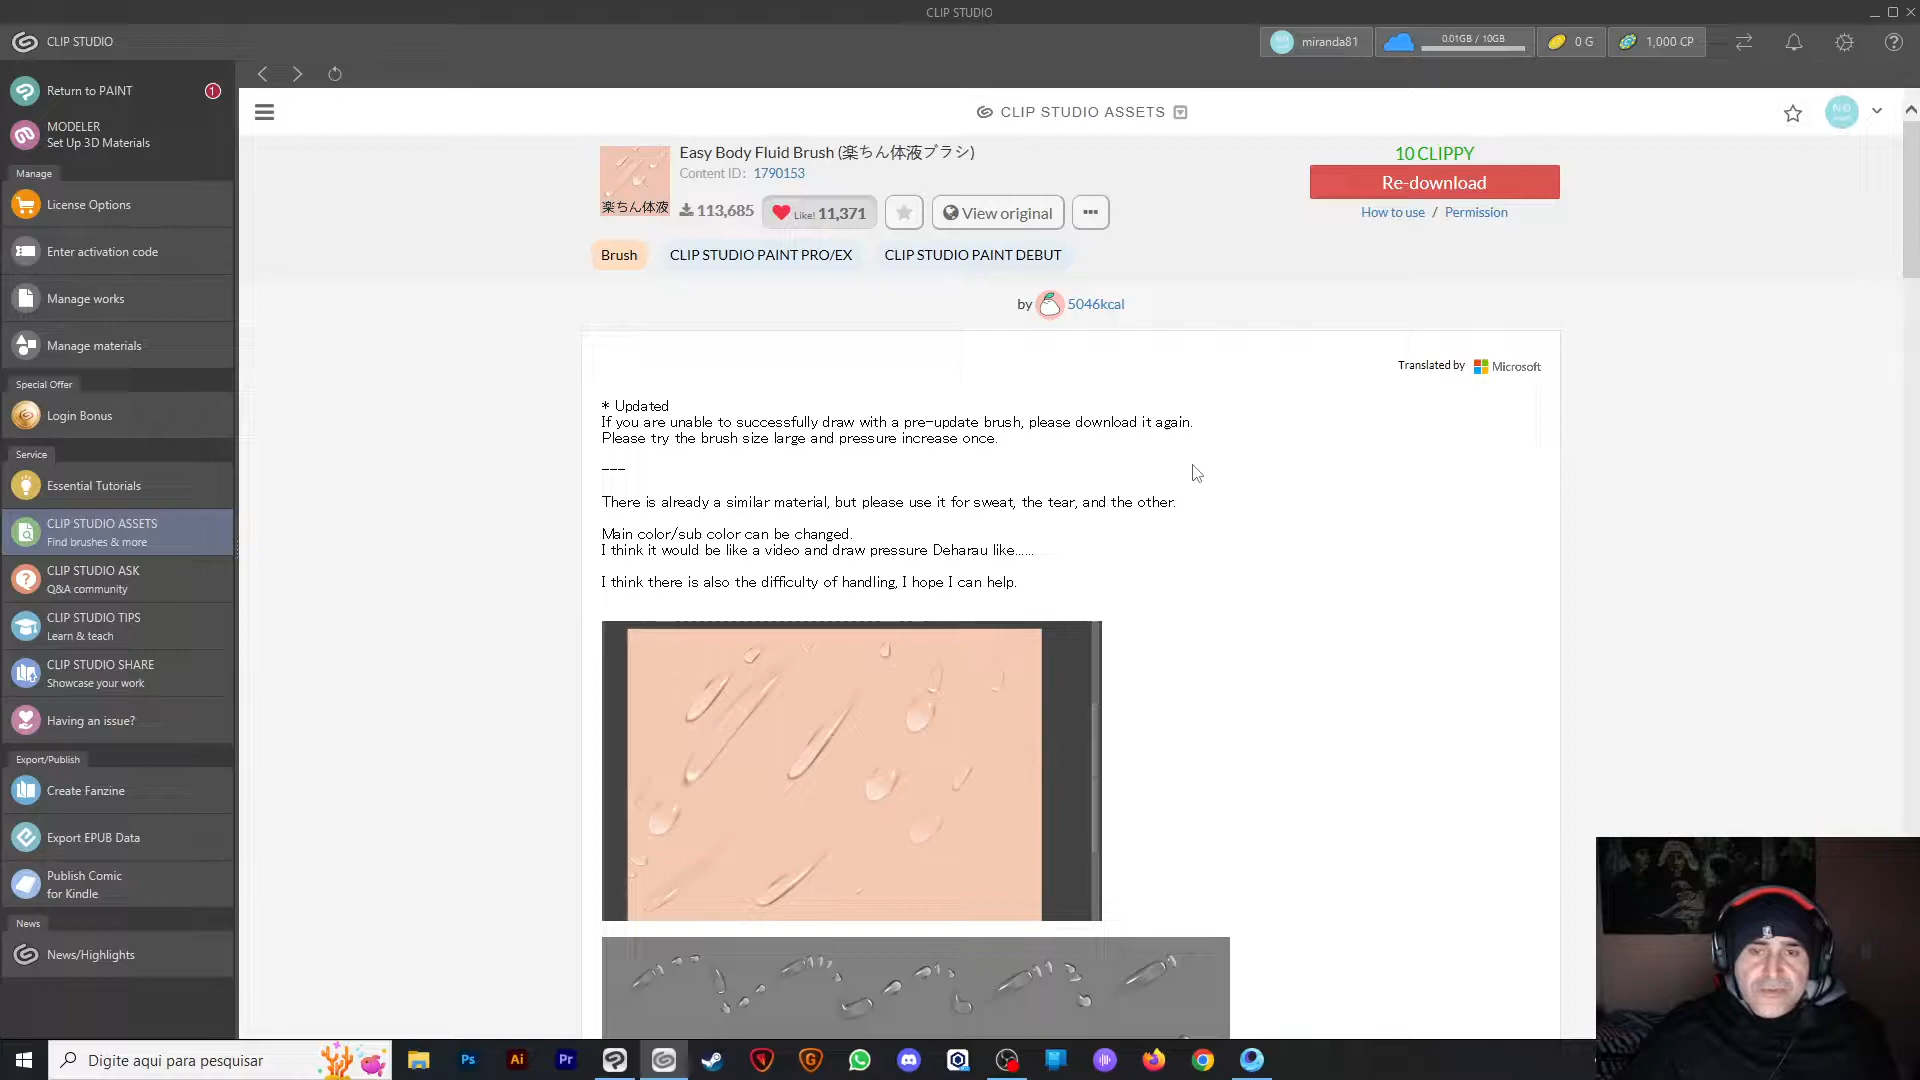 CLIP STUDIO
CLIP STUDIO
miranda81
0.01GB / 10GB
0 G
1,000 CP
Return to PAINT
1
MODELER
Set Up 3D Materials
Manage
License Options
Enter activation code
Manage works
Manage materials
Special Offer
Login Bonus
Service
Essential Tutorials
CLIP STUDIO ASSETS
Find brushes & more
CLIP STUDIO ASK
Q&A community
CLIP STUDIO TIPS
Learn & teach
CLIP STUDIO SHARE
Showcase your work
Having an issue?
Export/Publish
Create Fanzine
Export EPUB Data
Publish Comic
for Kindle
News
News/Highlights
CLIP STUDIO ASSETS
楽ちん体液
Easy Body Fluid Brush (楽ちん体液ブラシ)
Content ID: 1790153
113,685
Like! 11,371
View original
10 CLIPPY
Re-download
How to use / Permission
Brush
CLIP STUDIO PAINT PRO/EX
CLIP STUDIO PAINT DEBUT
by 5046kcal
Translated by Microsoft
* Updated
If you are unable to successfully draw with a pre-update brush, please download it again.
Please try the brush size large and pressure increase once.
---
There is already a similar material, but please use it for sweat, the tear, and the other.
Main color/sub color can be changed.
I think it would be like a video and draw pressure Deharau like......
I think there is also the difficulty of handling, I hope I can help.
Digite aqui para pesquisar
Ps
Ai
Pr